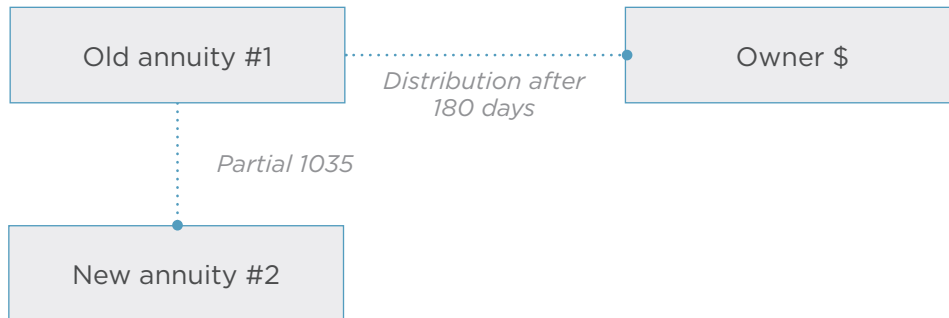 Old annuity #1
Owner $
Distribution after
180 days
Partial 1035
New annuity #2